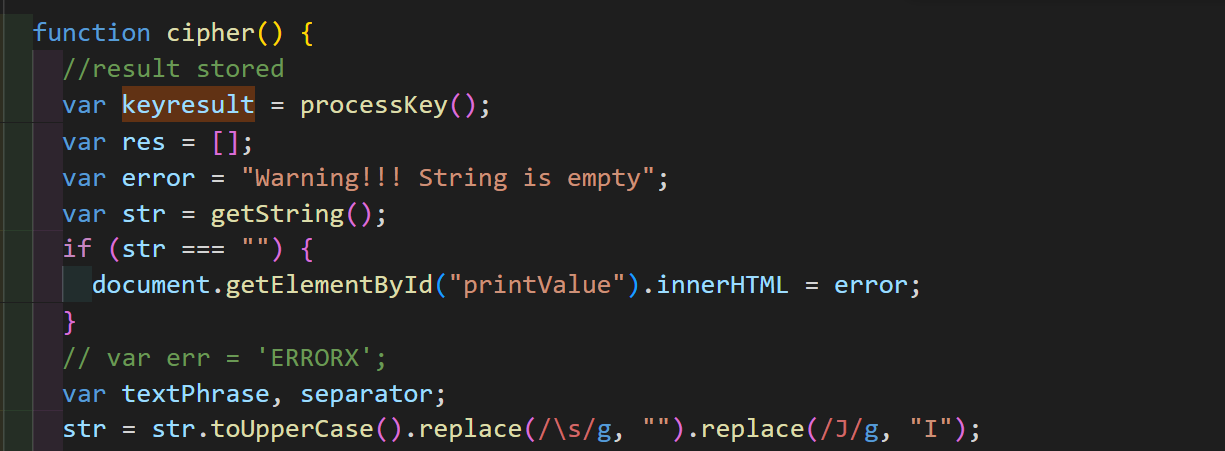 function cipher() {
//result stored
var keyresult = processKey();
var res = [];
var error = "Warning!!! String is empty";
var str = getString();
if (str === "") {
document.getElementById("printValue").innerHTML = error;
}
// var err = 'ERRORX';
var textPhrase, separator;
str = str.toUpperCase().replace(/\s/g, "").replace(/J/g, "I");